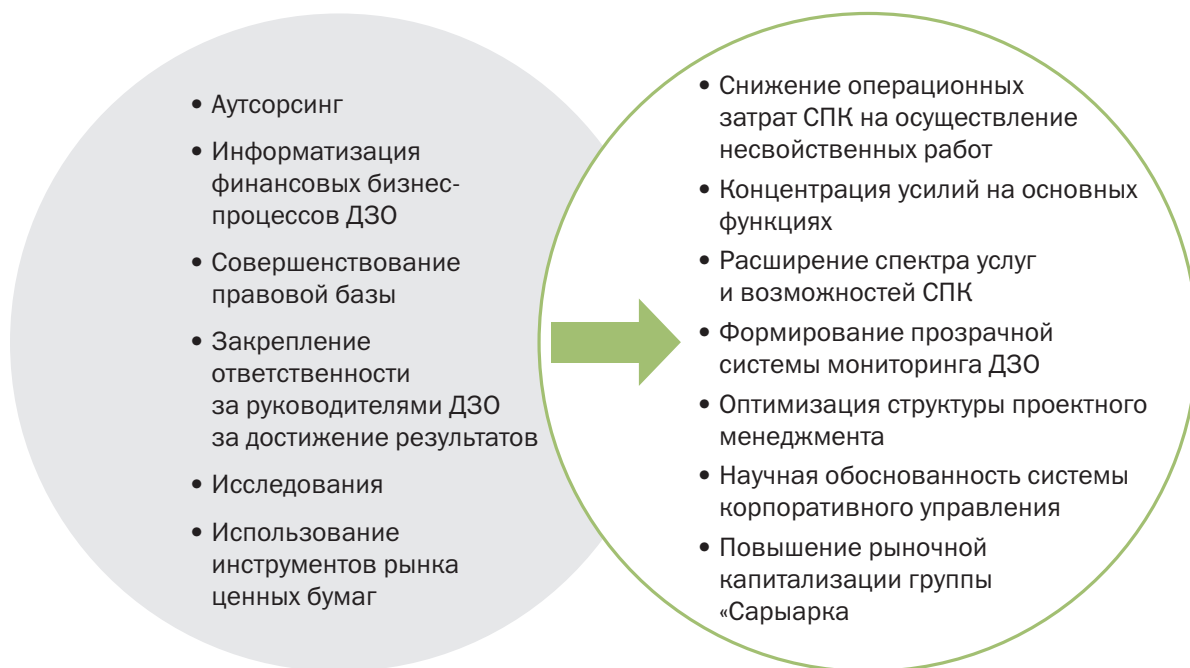 • Аутсорсинг
• Информатизация
финансовых бизнес-
процессов ДЗО
• Совершенствование
правовой базы
• Закрепление
ответственности
за руководителями ДЗО
за достижение результатов
• Исследования
• Использование
инструментов рынка
ценных бумаг
• Снижение операционных
затрат СПК на осуществление
несвойственных работ
• Концентрация усилий на основных
функциях
• Расширение спектра услуг
и возможностей СПК
• Формирование прозрачной
системы мониторинга ДЗО
• Оптимизация структуры проектного
менеджмента
• Научная обоснованность системы
корпоративного управления
• Повышение рыночной
капитализации группы
«Сарыарка